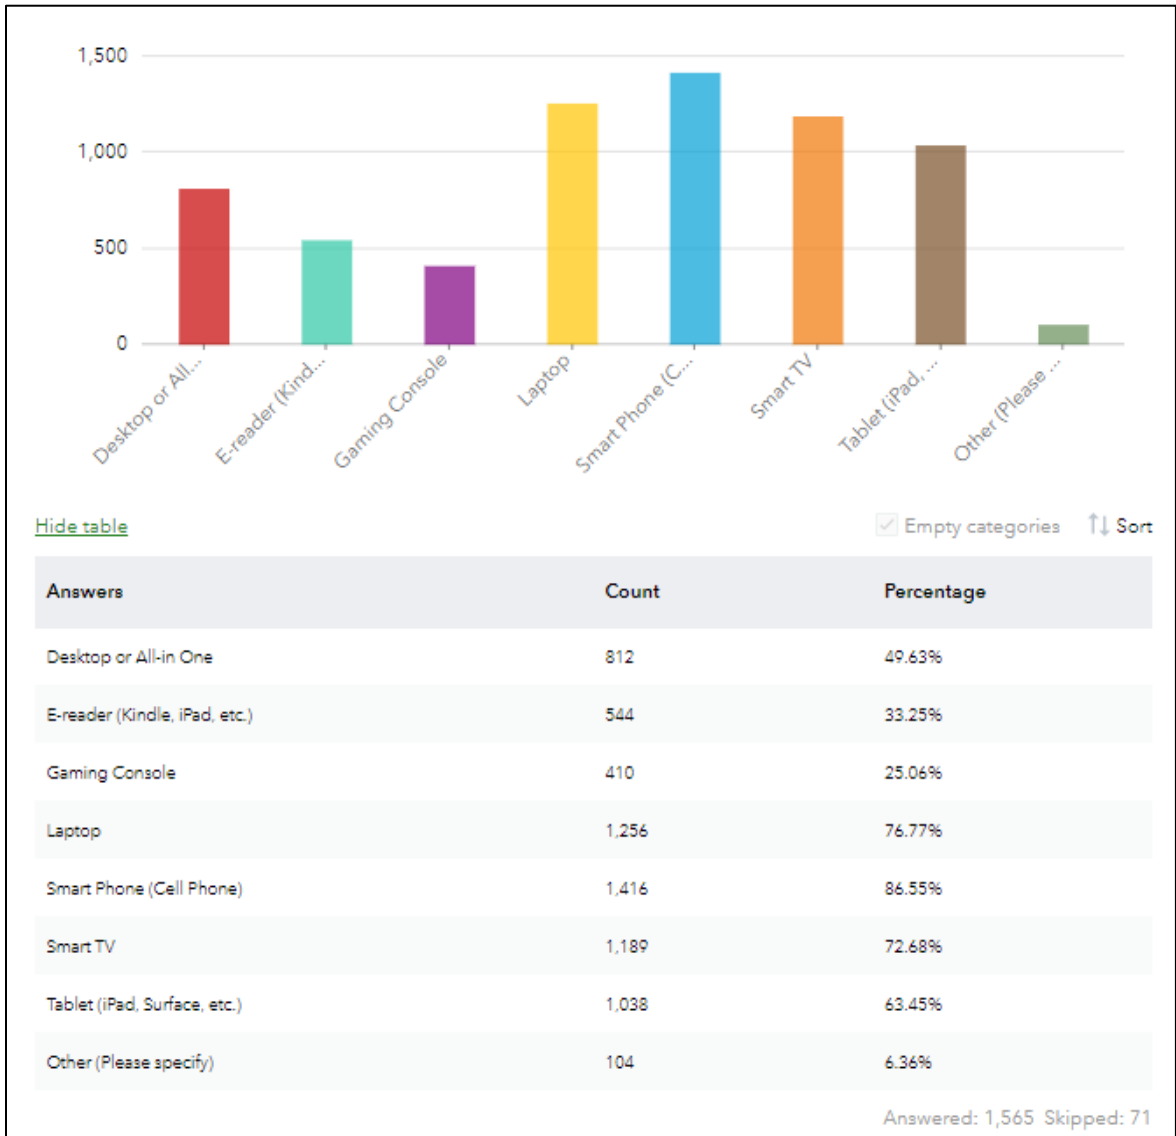 1,500
1,000
500
0
Desktop or All...
E-reader (Kind...
Gaming Console
Laptop
Smart Phone (C...
Smart TV
Tablet (iPad, ...
Other (Please ...
Hide table
Empty categories Sort
Answers Count Percentage
Desktop or All-in One 812 49.63%
E-reader (Kindle, iPad, etc.) 544 33.25%
Gaming Console 410 25.06%
Laptop 1,256 76.77%
Smart Phone (Cell Phone) 1,416 86.55%
Smart TV 1,189 72.68%
Tablet (iPad, Surface, etc.) 1,038 63.45%
Other (Please specify) 104 6.36%
Answered: 1,565 Skipped: 71